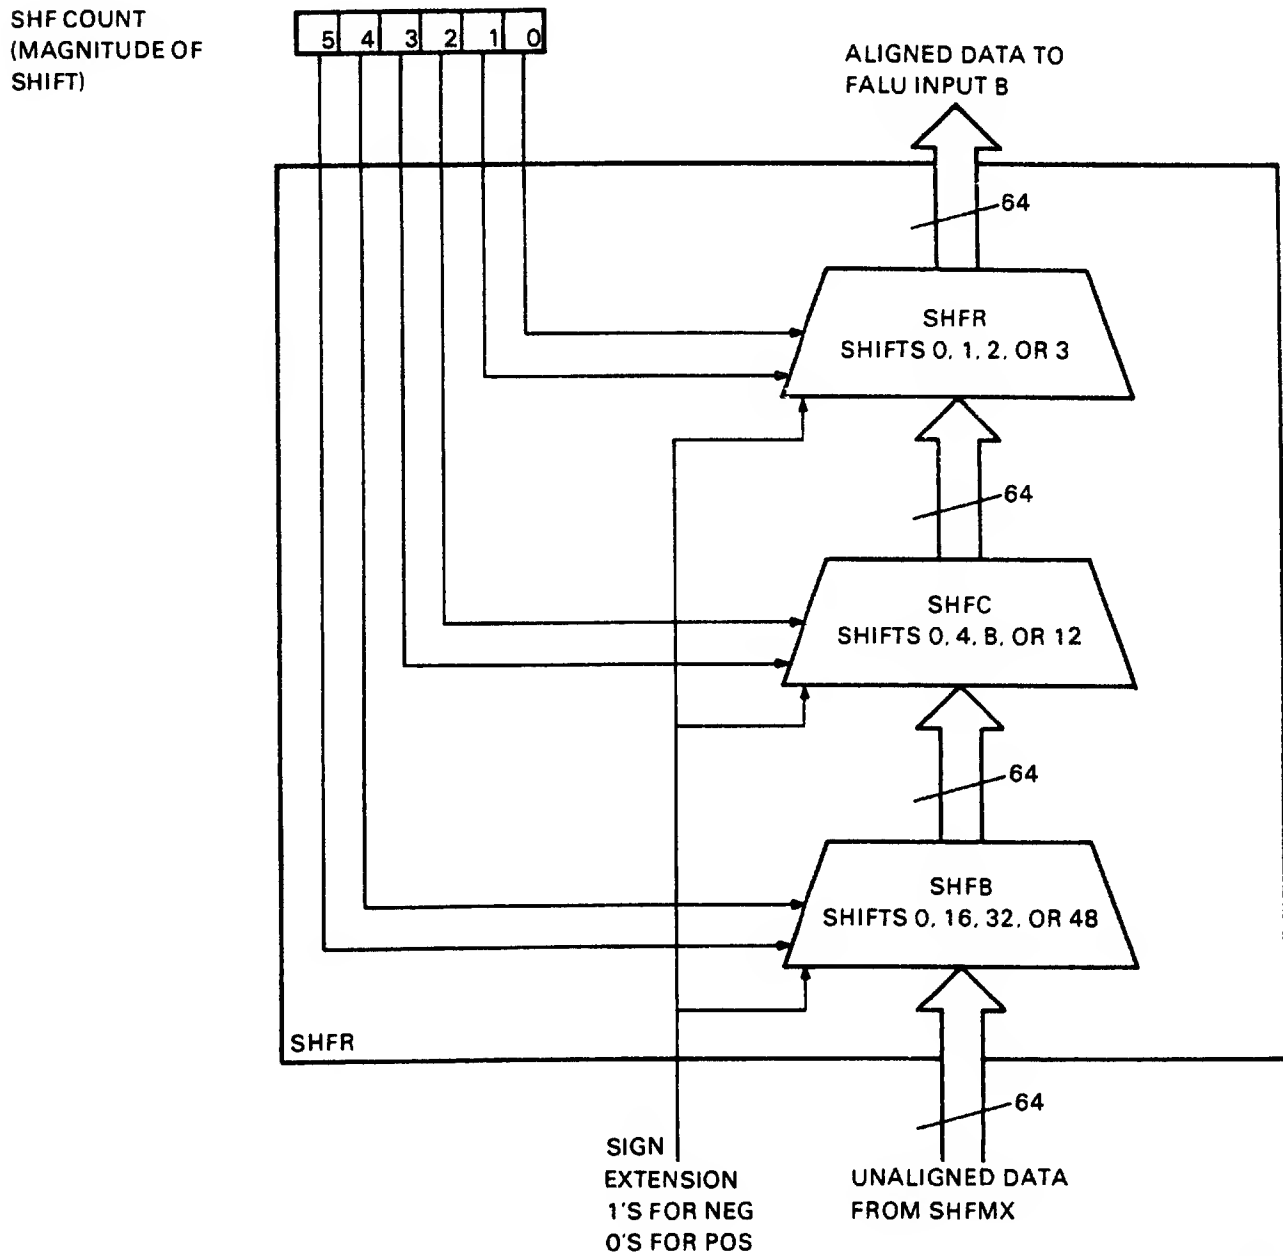 SHF COUNT
(MAGNITUDE OF
SHIFT)
5 4 3 2 1 0
ALIGNED DATA TO
FALU INPUT B
64
SHFR
SHIFTS 0, 1, 2, OR 3
64
SHFC
SHIFTS 0, 4, B, OR 12
64
SHFB
SHIFTS 0, 16, 32, OR 48
SHFR
64
SIGN
EXTENSION
1'S FOR NEG
0'S FOR POS
UNALIGNED DATA
FROM SHFMX